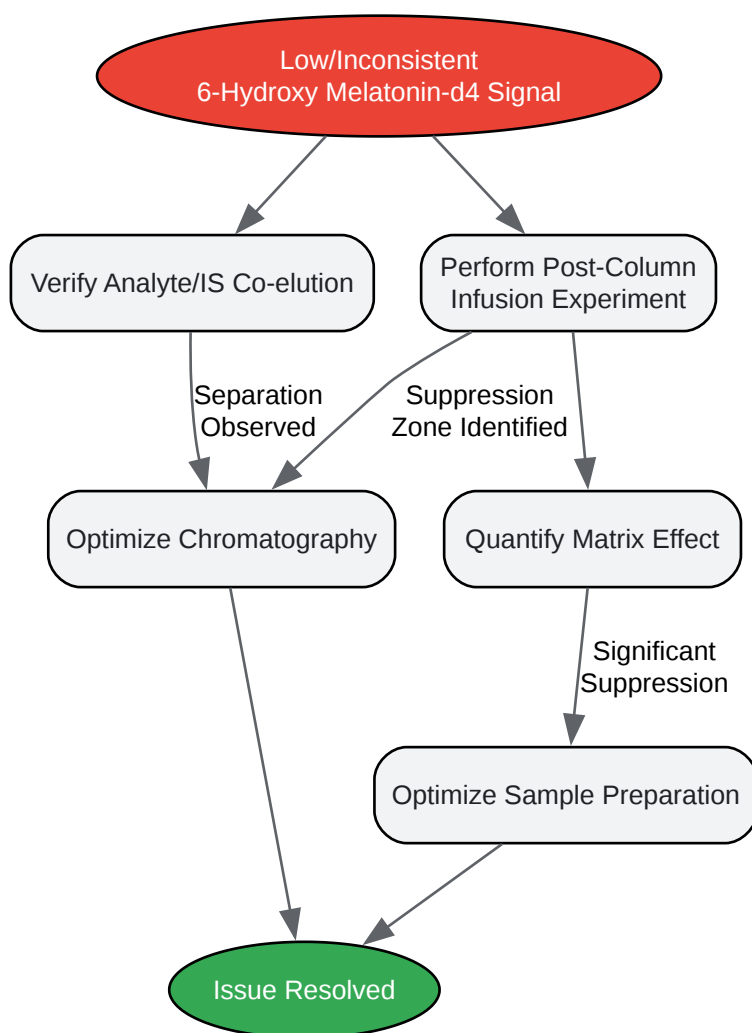 Low/Inconsistent
6-Hydroxy Melatonin-d4 Signal
Verify Analyte/IS Co-elution
Perform Post-Column
Infusion Experiment
Separation
Observed
Suppression
Zone Identified
Optimize Chromatography
Quantify Matrix Effect
Significant
Suppression
Optimize Sample Preparation
Issue Resolved